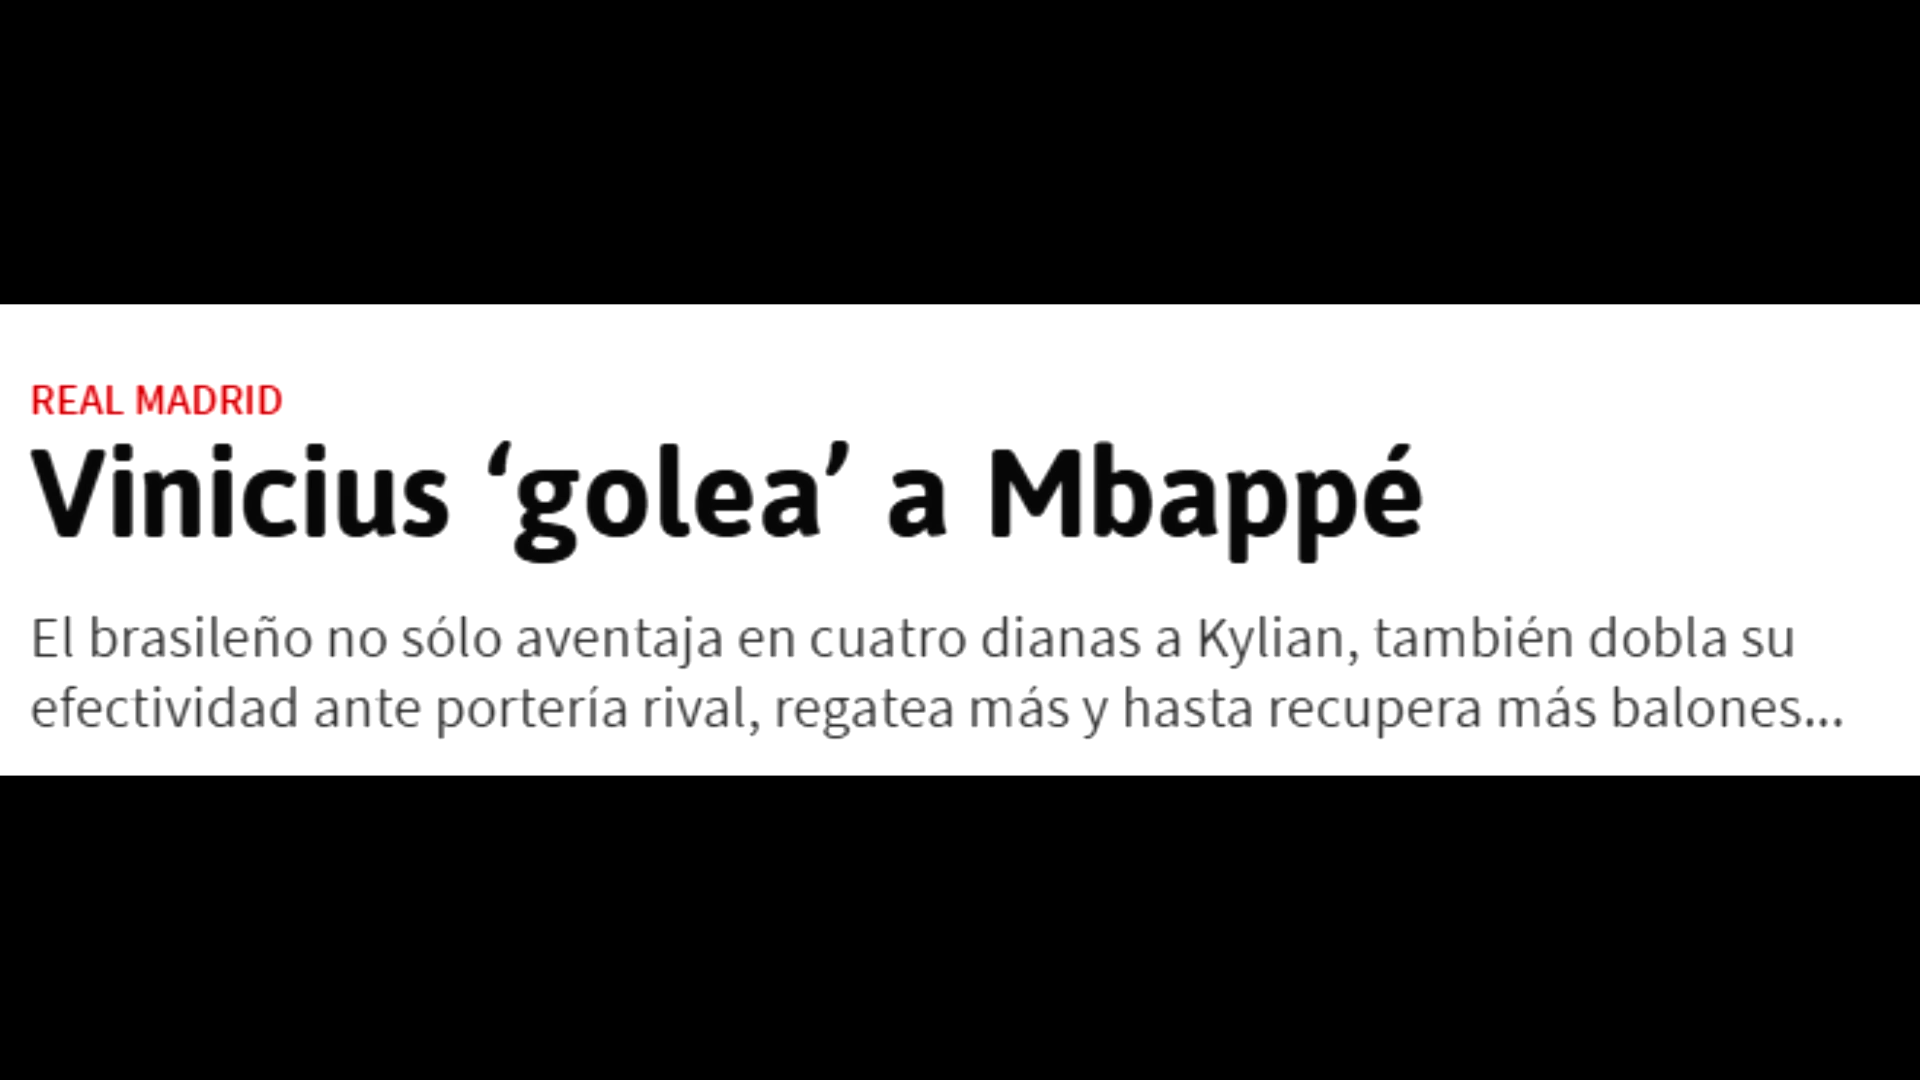 REAL MADRID
Vinicius ‘golea’ a Mbappé
El brasileño no sólo aventaja en cuatro dianas a Kylian, también dobla su
efectividad ante portería rival, regatea más y hasta recupera más balones...